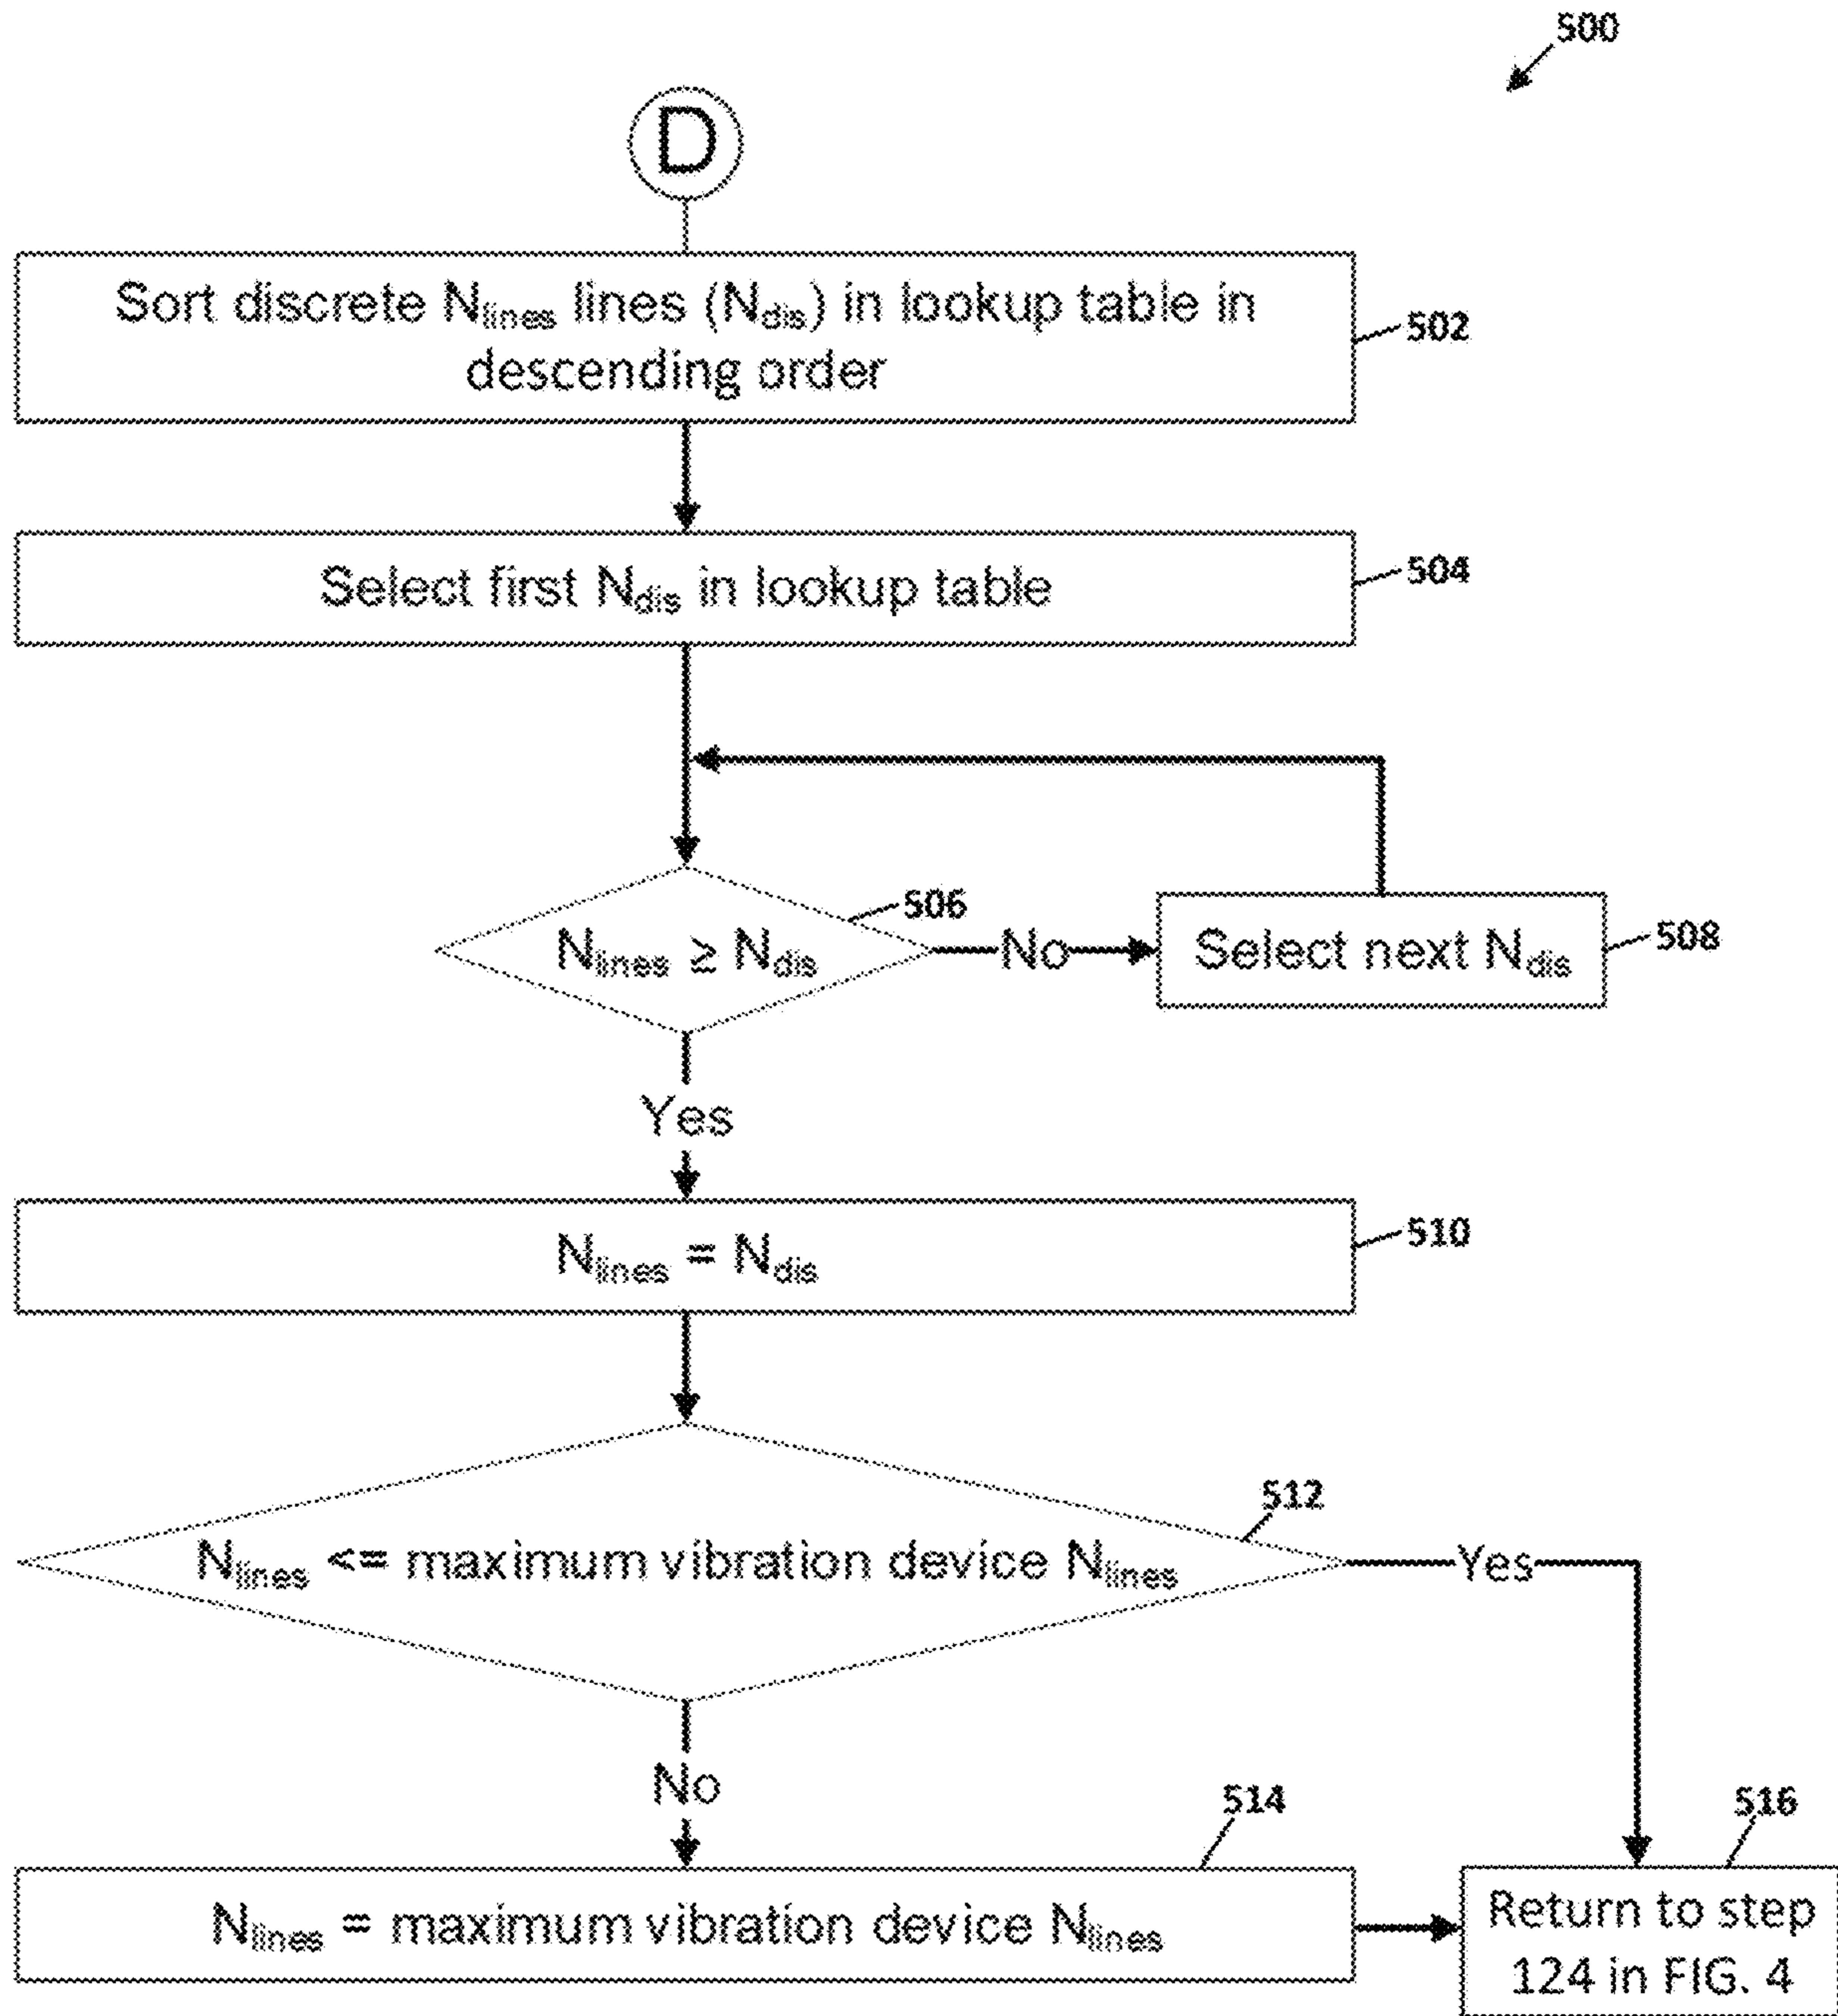 500
D
Sort discrete Nlines lines (Ndis) in lookup table in
descending order
502
Select first Ndis in lookup table
504
506
Nlines ≥ Ndis
No
Select next Ndis
508
Yes
Nlines = Ndis
510
512
Nlines <= maximum vibration device Nlines
Yes
No
514
516
Nlines = maximum vibration device Nlines
Return to step
124 in FIG. 4